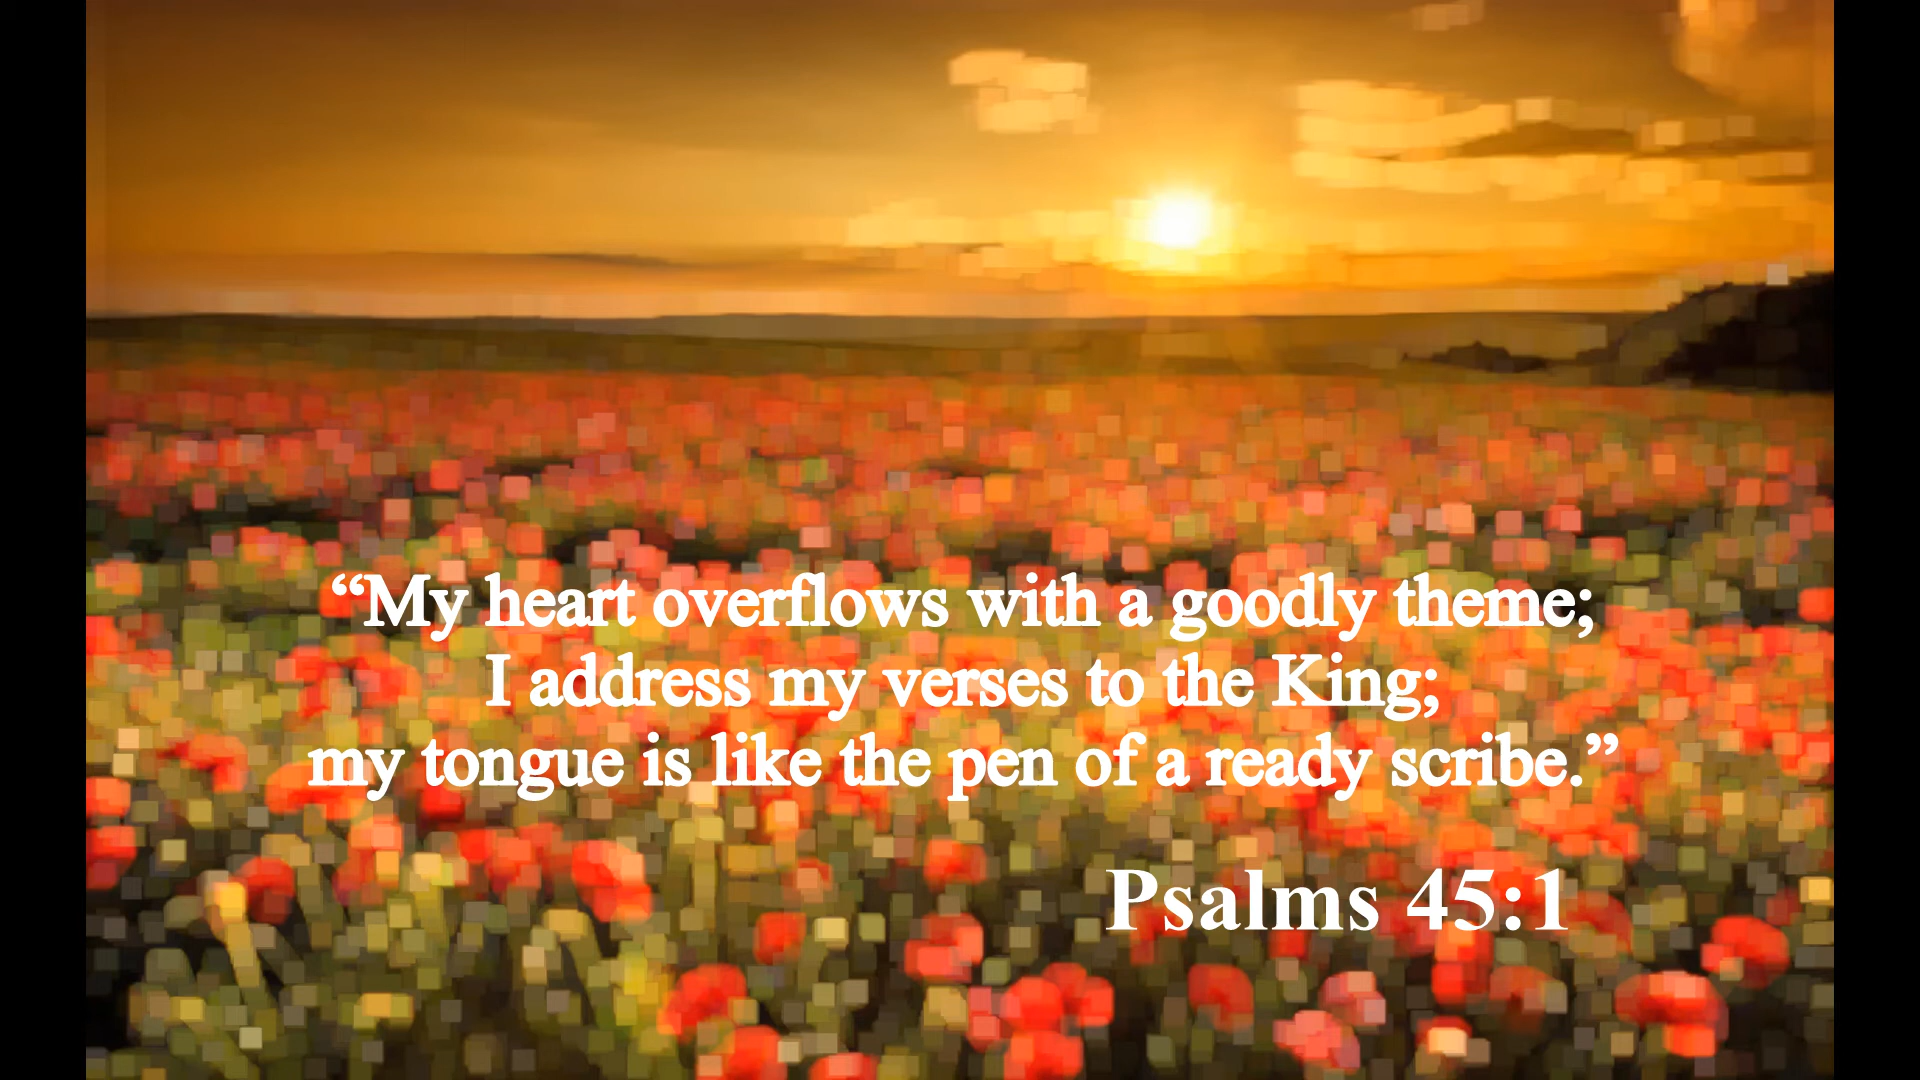 “My heart overflows with a goodly theme;
I address my verses to the King;
my tongue is like the pen of a ready scribe.”
Psalms 45:1